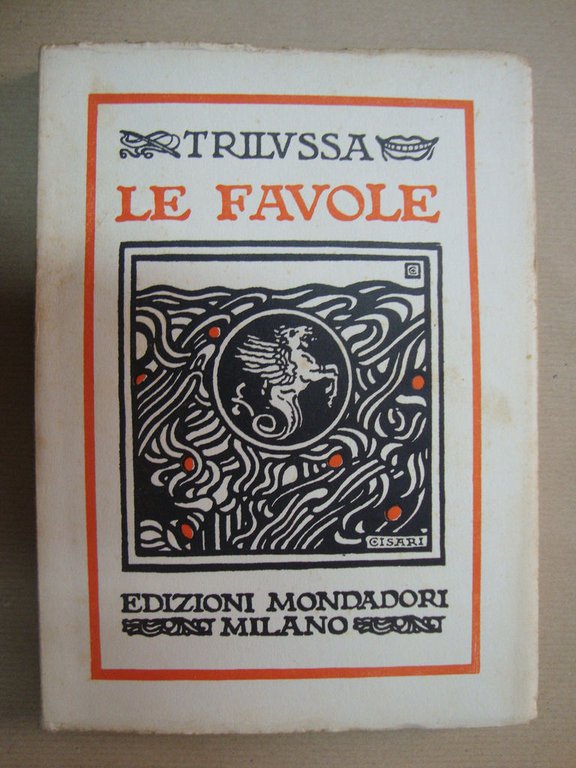 TRILVSSA
LE FAVOLE
CISARI
EDIZIONI MONDADORI
MILANO